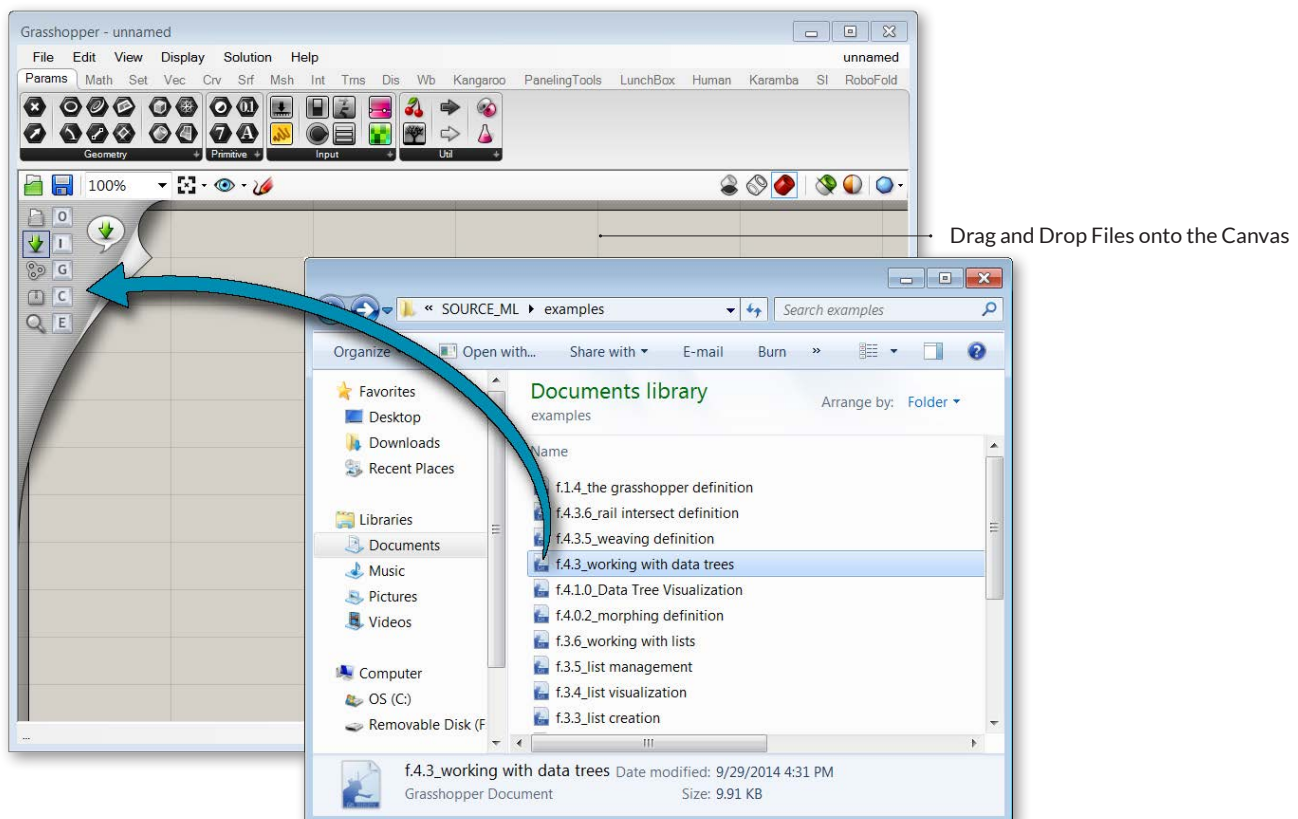 Grasshopper - unnamed
File Edit View Display Solution Help unnamed
Params Math Set Vec Crv Srf Msh Int Trns Dis Wb Kangaroo PanelingTools LunchBox Human Karamba SI RoboFold
0.1
7 A
Geometry + Primitive + Input + Util +
100%
O
I
G
C
E
Drag and Drop Files onto the Canvas
« SOURCE_ML examples Search examples
Organize Open with... Share with E-mail Burn »
Favorites
Desktop
Downloads
Recent Places
Libraries
Documents
Music
Pictures
Videos
Computer
OS (C:)
Removable Disk (F
Documents library
examples
Arrange by: Folder
Name
f.1.4_the grasshopper definition
f.4.3.6_rail intersect definition
f.4.3.5_weaving definition
f.4.3_working with data trees
f.4.1.0_Data Tree Visualization
f.4.0.2_morphing definition
f.3.6_working with lists
f.3.5_list management
f.3.4_list visualization
f.3.3_list creation
...
f.4.3_working with data trees Date modified: 9/29/2014 4:31 PM
Grasshopper Document Size: 9.91 KB